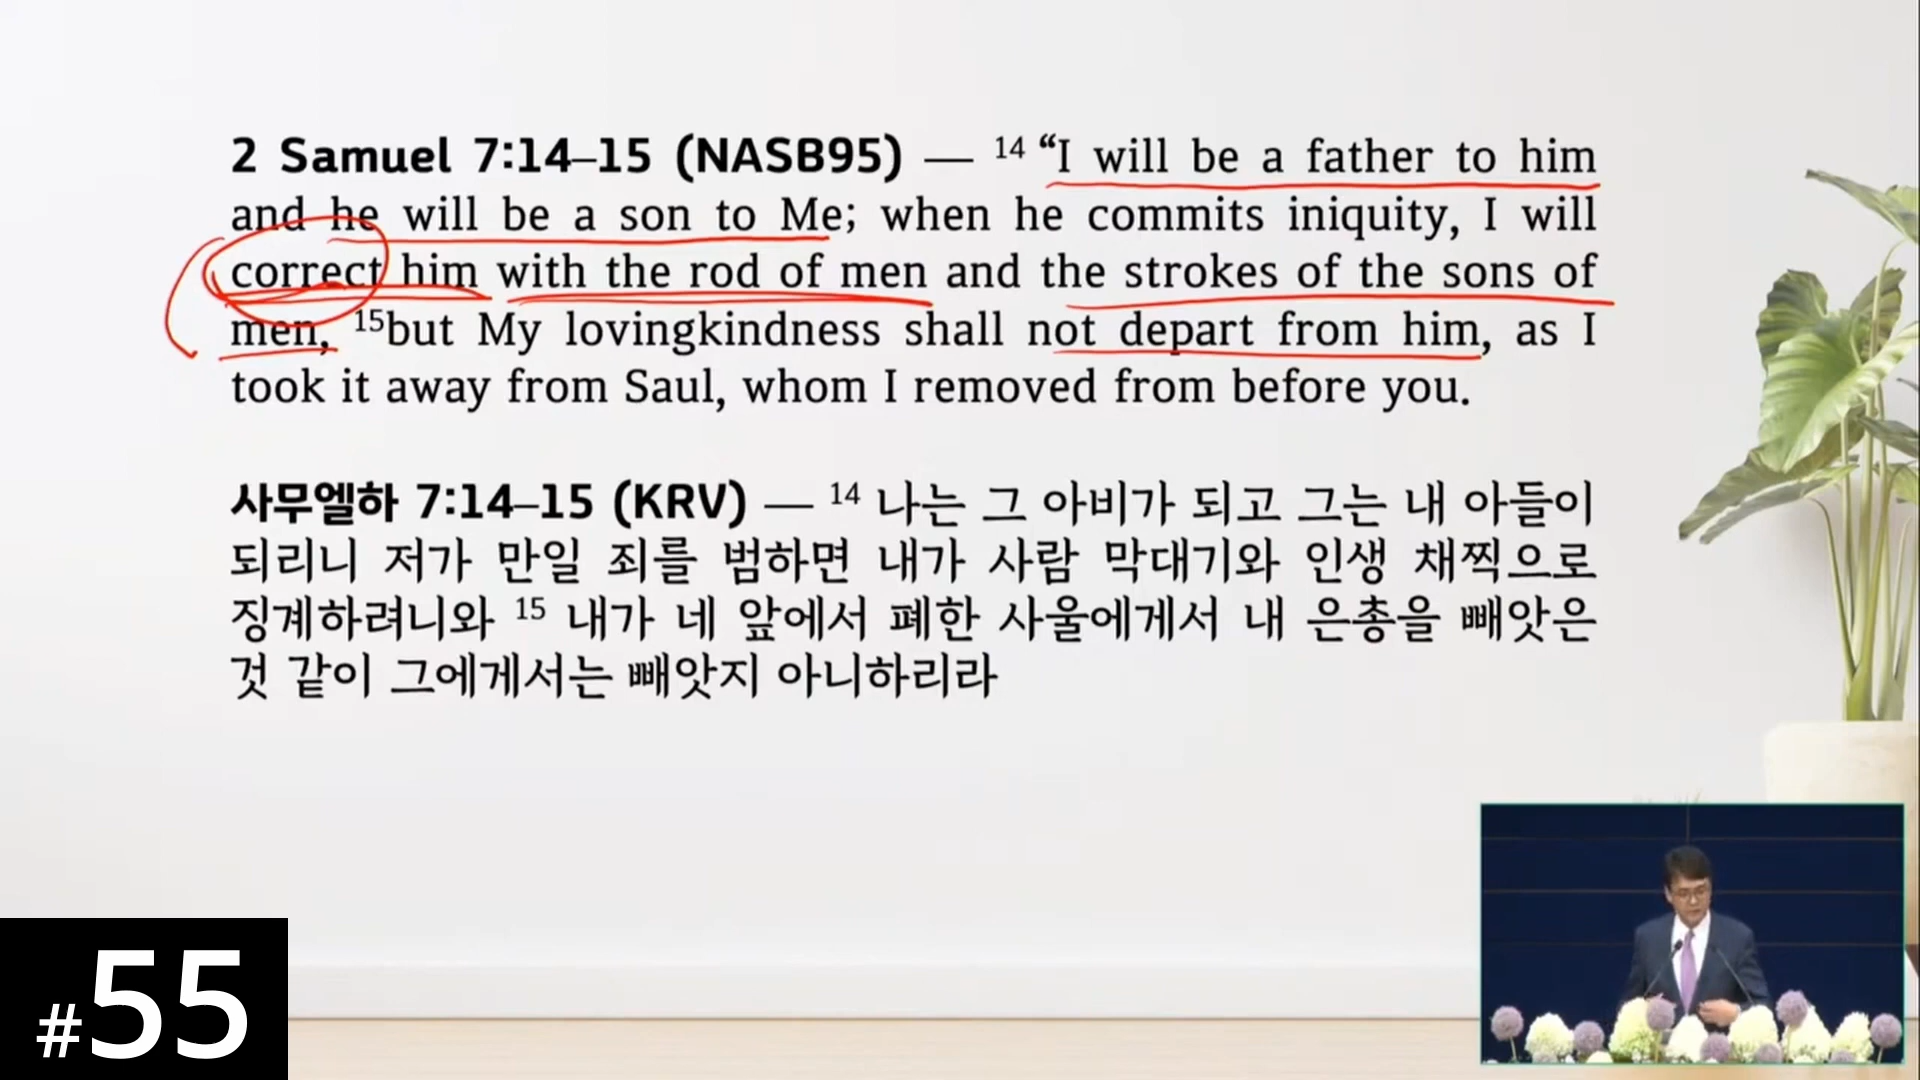 2 Samuel 7:14–15 (NASB95) — 14 “I will be a father to him
and he will be a son to Me; when he commits iniquity, I will
correct him with the rod of men and the strokes of the sons of
men, 15but My lovingkindness shall not depart from him, as I
took it away from Saul, whom I removed from before you.
사무엘하 7:14–15 (KRV) — 14 나는 그 아비가 되고 그는 내 아들이
되리니 저가 만일 죄를 범하면 내가 사람 막대기와 인생 채찍으로
징계하려니와 15 내가 네 앞에서 폐한 사울에게서 내 은총을 빼앗은
것 같이 그에게서는 빼앗지 아니하리라
#55